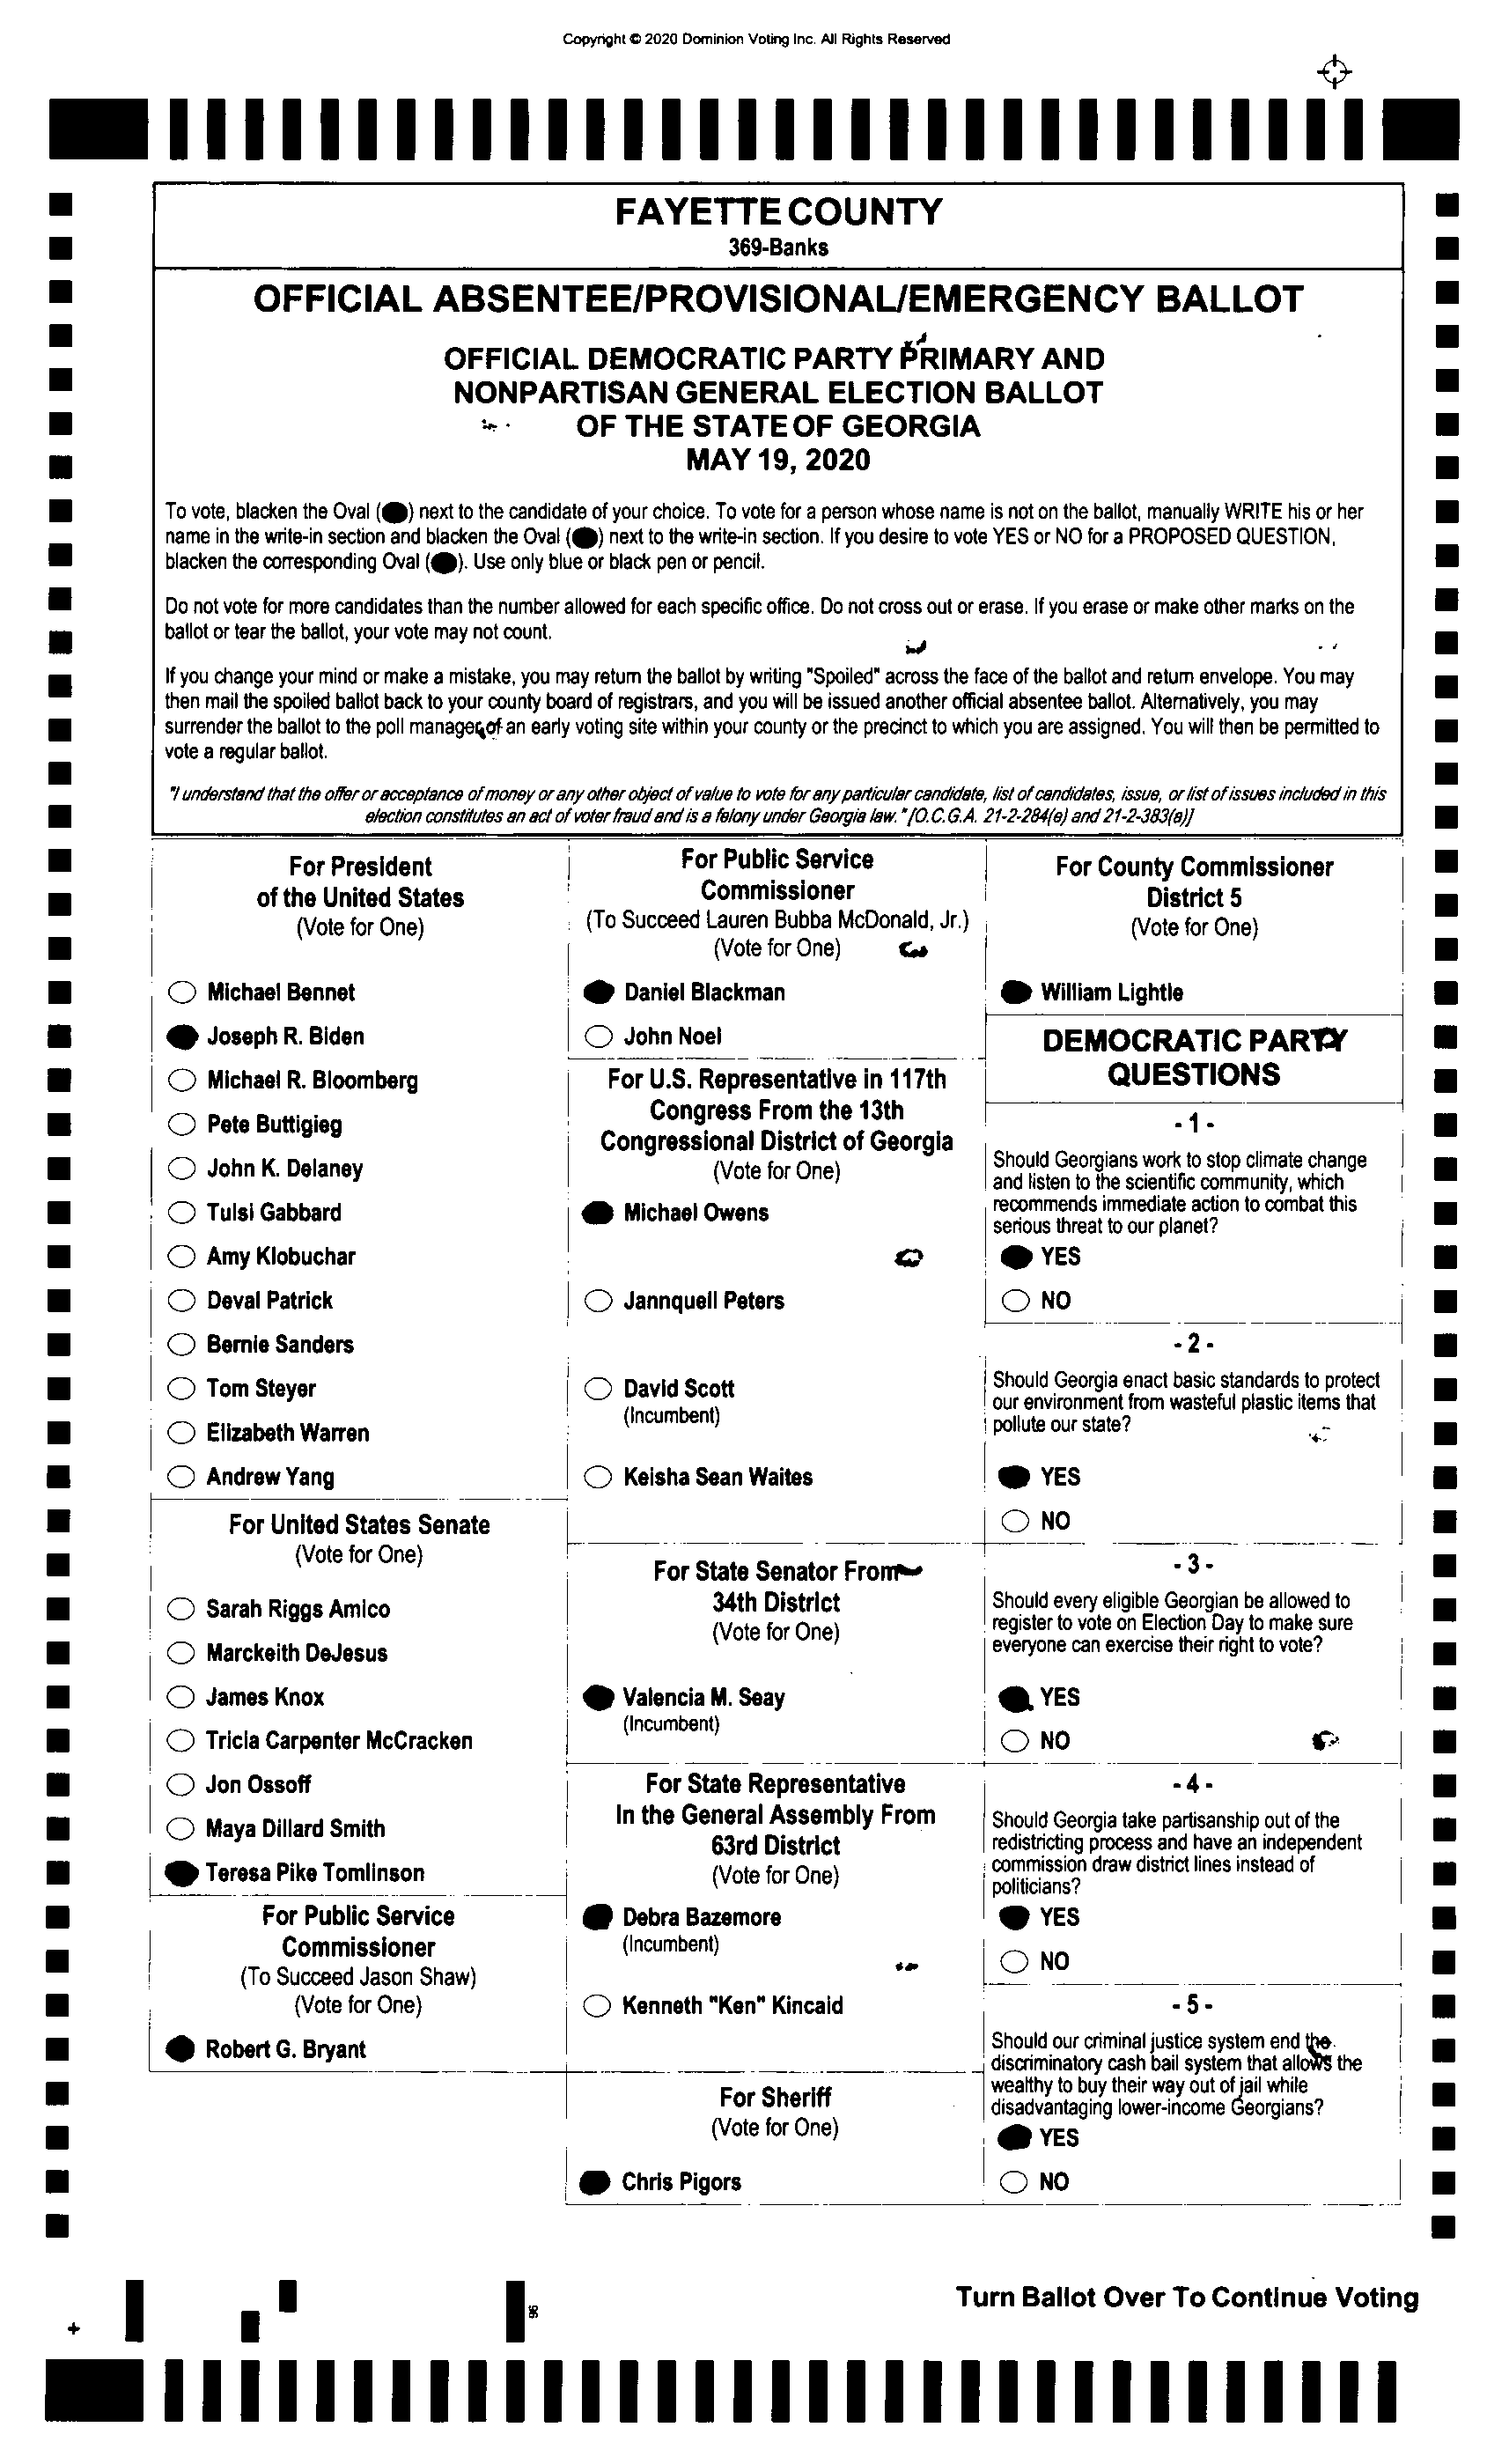 Copyright © 2020 Dominion Voting Inc. All Rights Reserved
FAYETTE COUNTY
369-Banks
OFFICIAL ABSENTEE/PROVISIONAL/EMERGENCY BALLOT
OFFICIAL DEMOCRATIC PARTY PRIMARY AND
NONPARTISAN GENERAL ELECTION BALLOT
OF THE STATE OF GEORGIA
MAY 19, 2020
To vote, blacken the Oval (⬬) next to the candidate of your choice. To vote for a person whose name is not on the ballot, manually WRITE his or her
name in the write-in section and blacken the Oval (⬬) next to the write-in section. If you desire to vote YES or NO for a PROPOSED QUESTION,
blacken the corresponding Oval (⬬). Use only blue or black pen or pencil.
Do not vote for more candidates than the number allowed for each specific office. Do not cross out or erase. If you erase or make other marks on the
ballot or tear the ballot, your vote may not count.
If you change your mind or make a mistake, you may return the ballot by writing "Spoiled" across the face of the ballot and return envelope. You may
then mail the spoiled ballot back to your county board of registrars, and you will be issued another official absentee ballot. Alternatively, you may
surrender the ballot to the poll manager of an early voting site within your county or the precinct to which you are assigned. You will then be permitted to
vote a regular ballot.
"I understand that the offer or acceptance of money or any other object of value to vote for any particular candidate, list of candidates, issue, or list of issues included in this
election constitutes an act of voter fraud and is a felony under Georgia law." [O.C.G.A. 21-2-284(e) and 21-2-383(a)]
For President
of the United States
(Vote for One)
Michael Bennet
Joseph R. Biden
Michael R. Bloomberg
Pete Buttigieg
John K. Delaney
Tulsi Gabbard
Amy Klobuchar
Deval Patrick
Bernie Sanders
Tom Steyer
Elizabeth Warren
Andrew Yang
For United States Senate
(Vote for One)
Sarah Riggs Amico
Marckeith DeJesus
James Knox
Tricia Carpenter McCracken
Jon Ossoff
Maya Dillard Smith
Teresa Pike Tomlinson
For Public Service
Commissioner
(To Succeed Jason Shaw)
(Vote for One)
Robert G. Bryant
For Public Service
Commissioner
(To Succeed Lauren Bubba McDonald, Jr.)
(Vote for One)
Daniel Blackman
John Noel
For U.S. Representative in 117th
Congress From the 13th
Congressional District of Georgia
(Vote for One)
Michael Owens
Jannquell Peters
David Scott
(Incumbent)
Keisha Sean Waites
For State Senator From
34th District
(Vote for One)
Valencia M. Seay
(Incumbent)
For State Representative
In the General Assembly From
63rd District
(Vote for One)
Debra Bazemore
(Incumbent)
Kenneth "Ken" Kincaid
For Sheriff
(Vote for One)
Chris Pigors
For County Commissioner
District 5
(Vote for One)
William Lightle
DEMOCRATIC PARTY
QUESTIONS
- 1 -
Should Georgians work to stop climate change
and listen to the scientific community, which
recommends immediate action to combat this
serious threat to our planet?
YES
NO
- 2 -
Should Georgia enact basic standards to protect
our environment from wasteful plastic items that
pollute our state?
YES
NO
- 3 -
Should every eligible Georgian be allowed to
register to vote on Election Day to make sure
everyone can exercise their right to vote?
YES
NO
- 4 -
Should Georgia take partisanship out of the
redistricting process and have an independent
commission draw district lines instead of
politicians?
YES
NO
- 5 -
Should our criminal justice system end the
discriminatory cash bail system that allows the
wealthy to buy their way out of jail while
disadvantaging lower-income Georgians?
YES
NO
Turn Ballot Over To Continue Voting
96